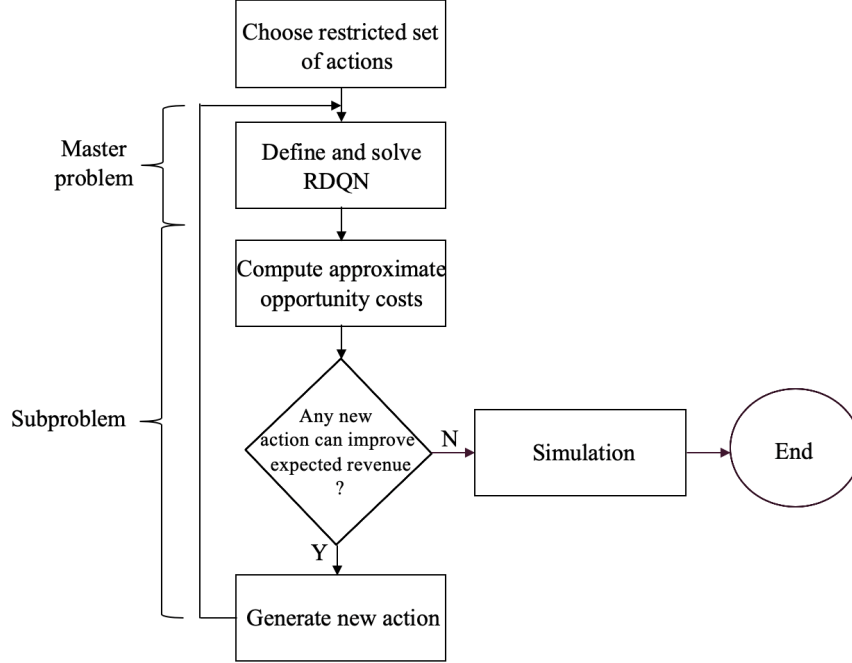 Choose restricted set
of actions
Master
problem
Define and solve
RDQN
Compute approximate
opportunity costs
Subproblem
Any new
action can improve
expected revenue
?
N
Simulation
End
Y
Generate new action